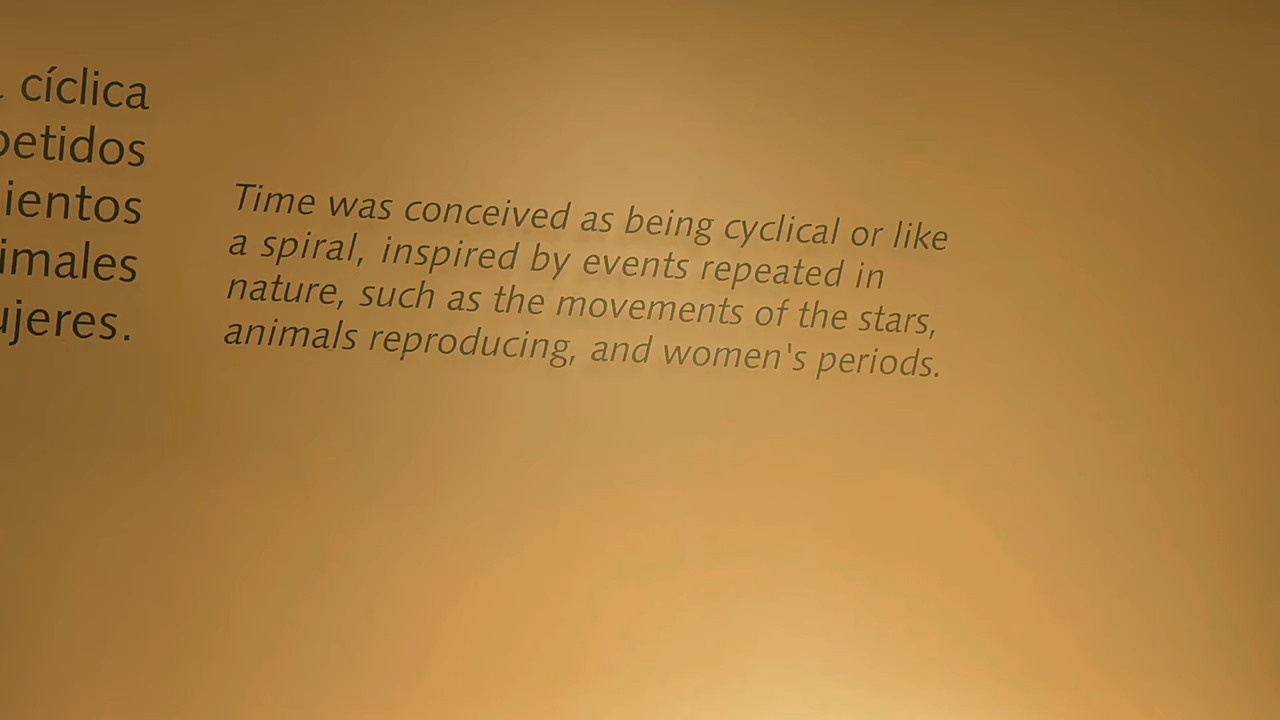 cíclica
petidos
ientos
imales
ujeres.
Time was conceived as being cyclical or like
a spiral, inspired by events repeated in
nature, such as the movements of the stars,
animals reproducing, and women's periods.